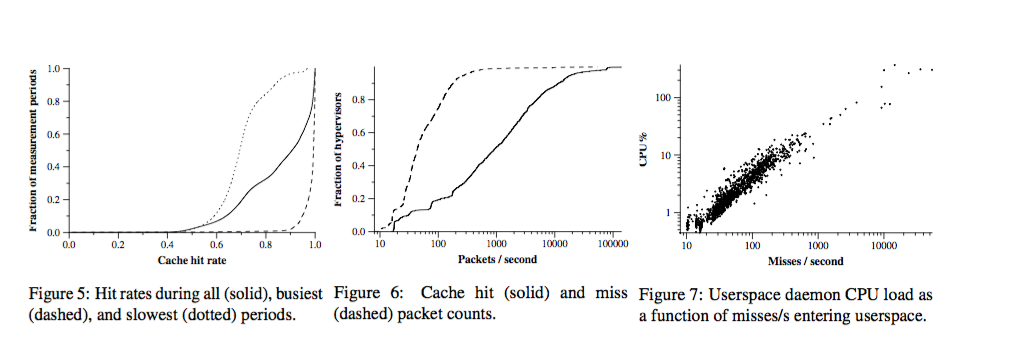 Fraction of measurement periods
1.0
0.8
0.6
0.4
0.2
0.0
0.0 0.2 0.4 0.6 0.8 1.0
Cache hit rate
Figure 5: Hit rates during all (solid), busiest
(dashed), and slowest (dotted) periods.
Fraction of hypervisors
0.8
0.6
0.4
0.2
0.0
10 100 1000 10000 100000
Packets / second
Figure 6: Cache hit (solid) and miss
(dashed) packet counts.
CPU %
100
10
1
10 100 1000 10000
Misses / second
Figure 7: Userspace daemon CPU load as
a function of misses/s entering userspace.